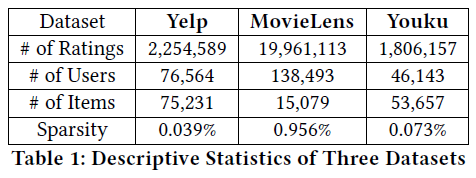 Dataset Yelp MovieLens Youku
# of Ratings 2,254,589 19,961,113 1,806,157
# of Users 76,564 138,493 46,143
# of Items 75,231 15,079 53,657
Sparsity 0.039% 0.956% 0.073%
Table 1: Descriptive Statistics of Three Datasets